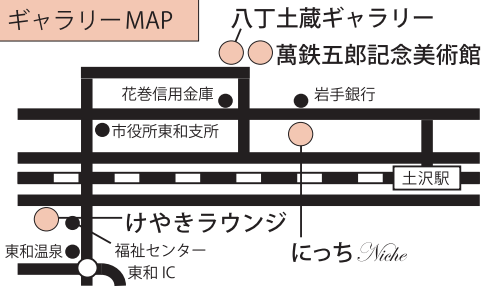 ギャラリーMAP
八丁土蔵ギャラリー
萬鉄五郎記念美術館
花巻信用金庫
岩手銀行
市役所東和支所
土沢駅
けやきラウンジ
福祉センター
にっち Niche
東和温泉
東和 IC